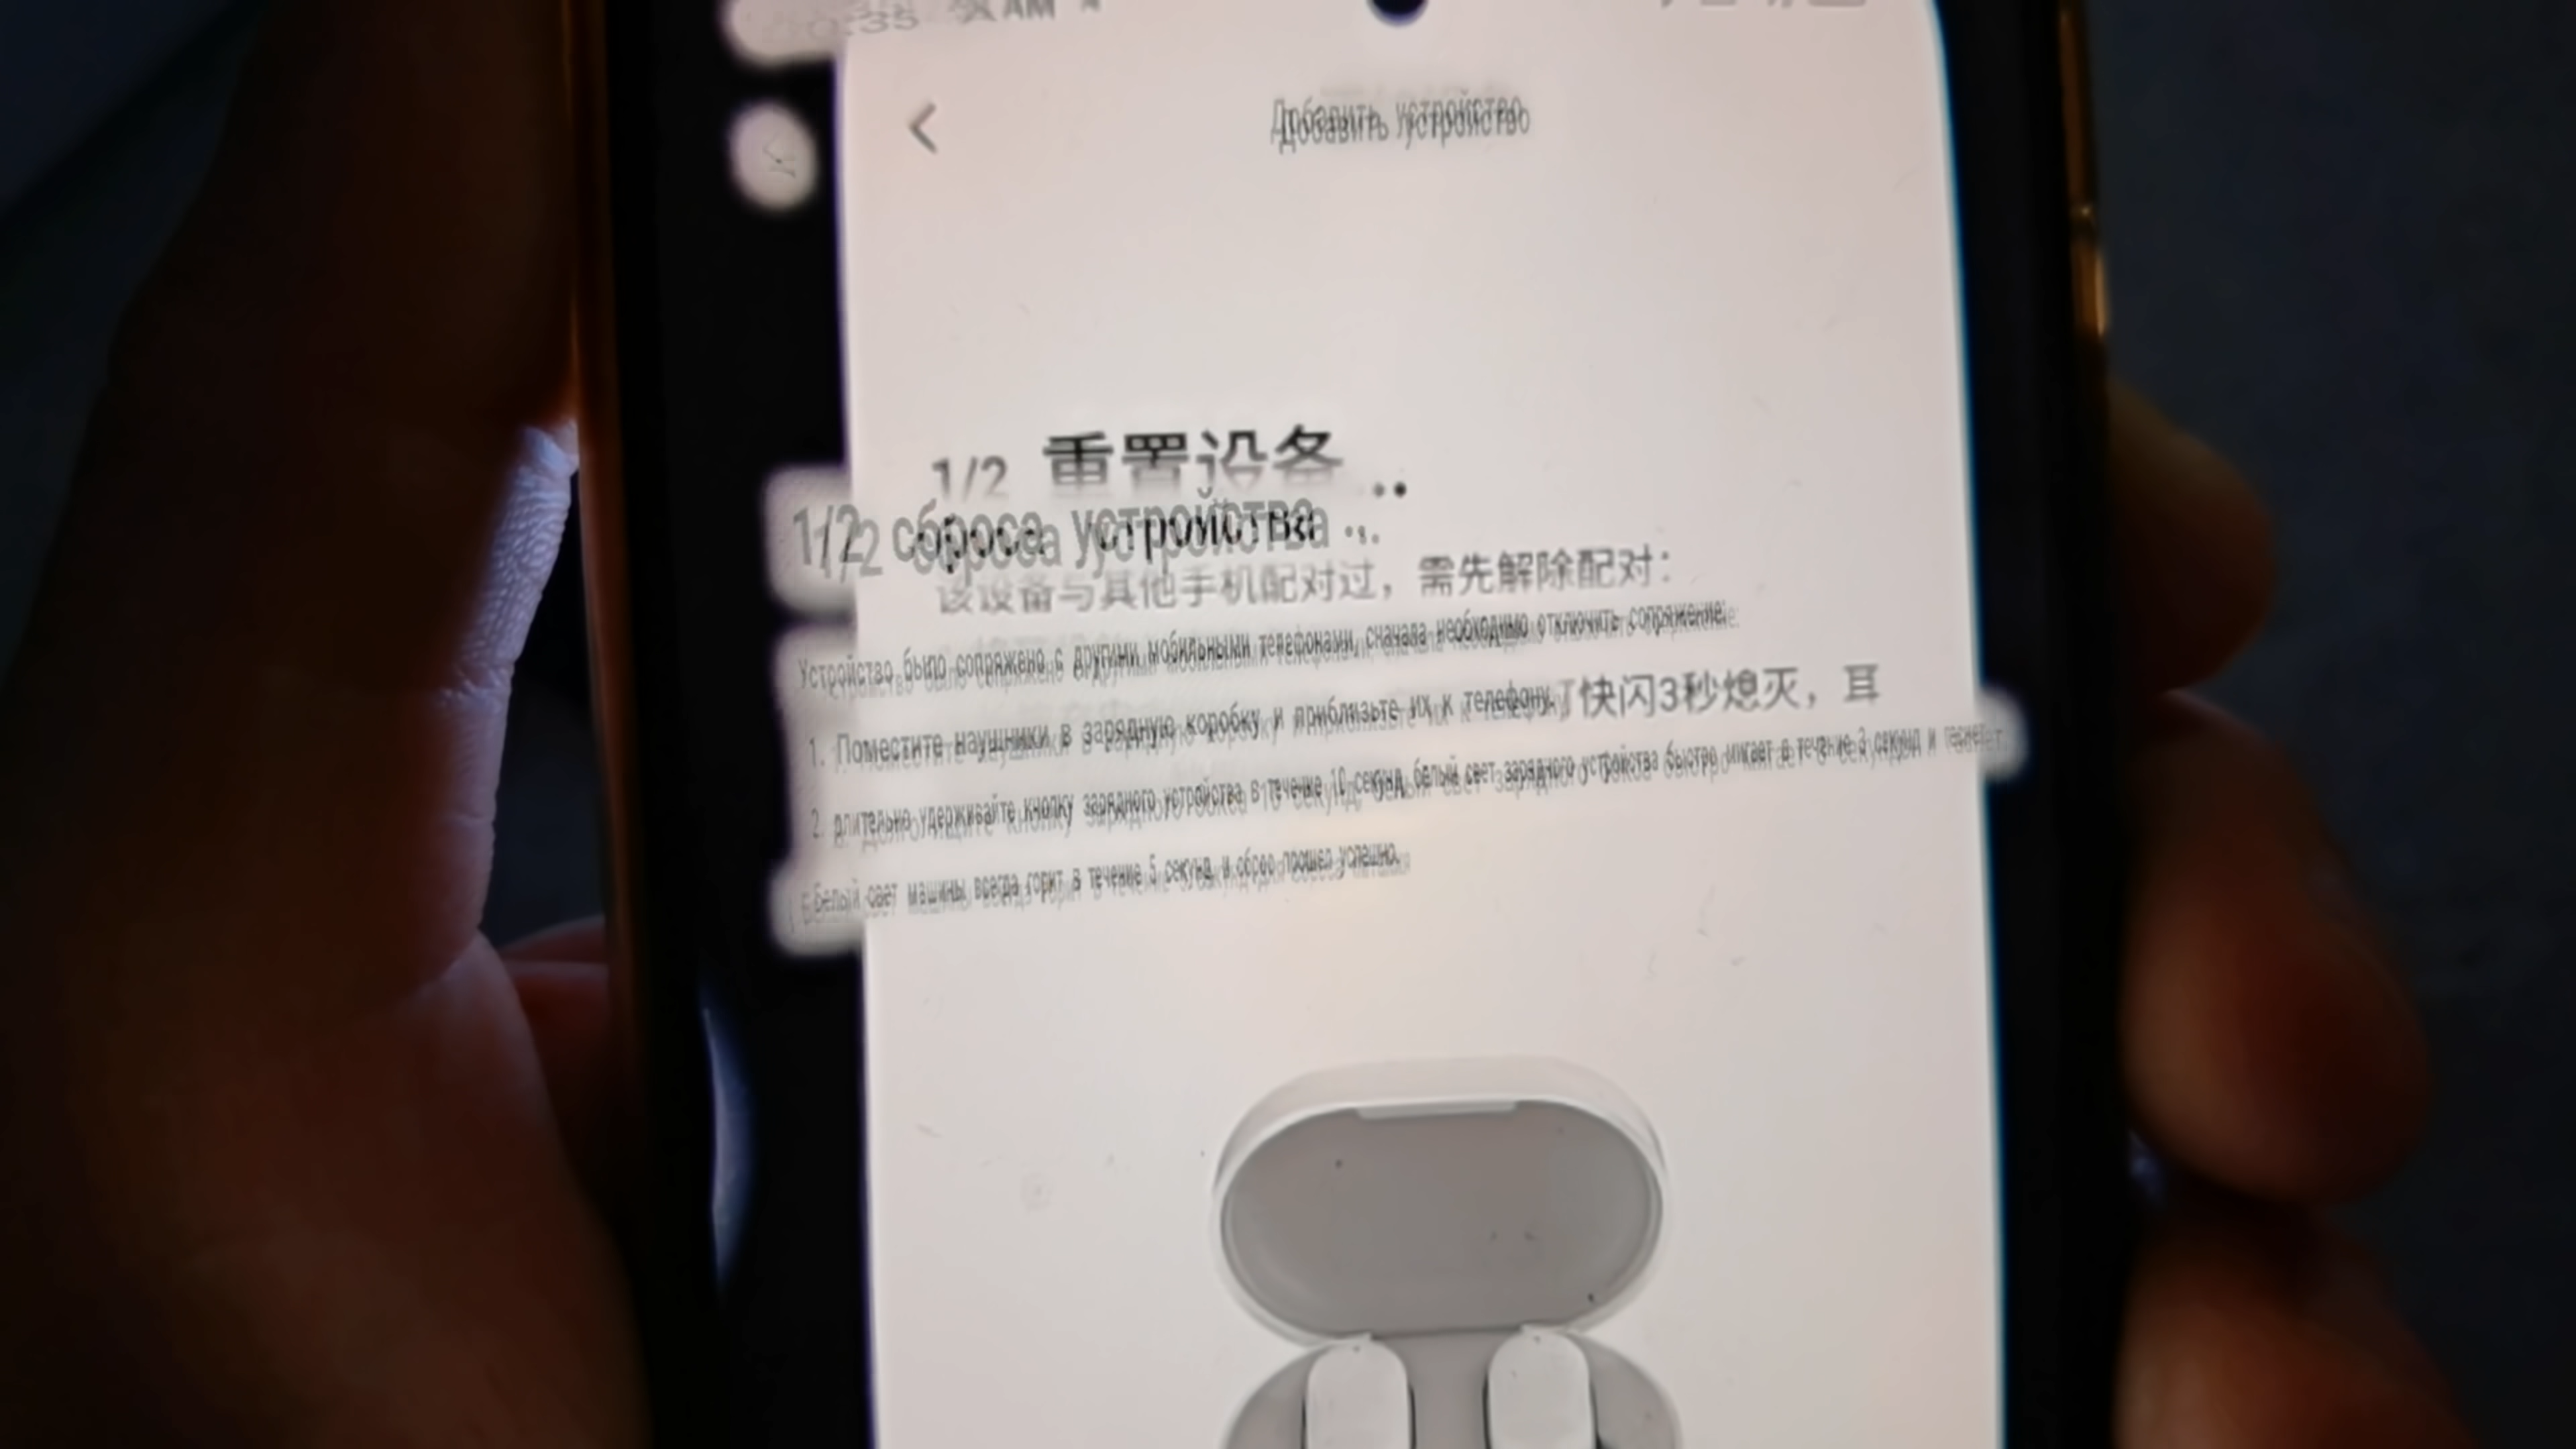 Добавить устройство
1/2 重置设备
1/2 сброса устройства ...
该设备与其他手机配对过，需先解除配对：
Устройство было сопряжено с другими мобильными телефонами, сначала необходимо отключить сопряжение:
1. Поместите наушники в зарядную коробку и приблизьте их к телефону.
快闪3秒熄灭，耳
2. длительно удерживайте кнопку зарядного устройства в течение 10 секунд, белый свет зарядного устройства быстро мигает в течение 3 секунд и
Белый свет машины всегда горит в течение 5 секунд, и сброс прошел успешно.